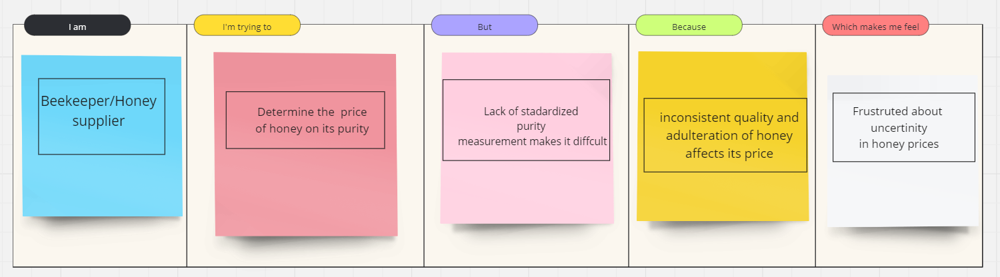 I am
I'm trying to
But
Because
Which makes me feel
Beekeeper/Honey
supplier
Determine the price
of honey on its purity
Lack of stadardized
purity
measurement makes it diffcult
inconsistent quality and
adulteration of honey
affects its price
Frustruted about
uncertinity
in honey prices